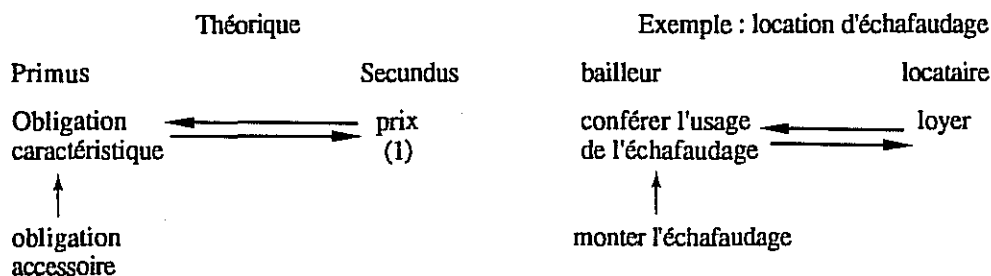 Théorique
Primus
Secundus
Obligation
caractéristique
prix
(1)
obligation
accessoire
Exemple : location d'échafaudage
bailleur
locataire
conférer l'usage
de l'échafaudage
loyer
monter l'échafaudage